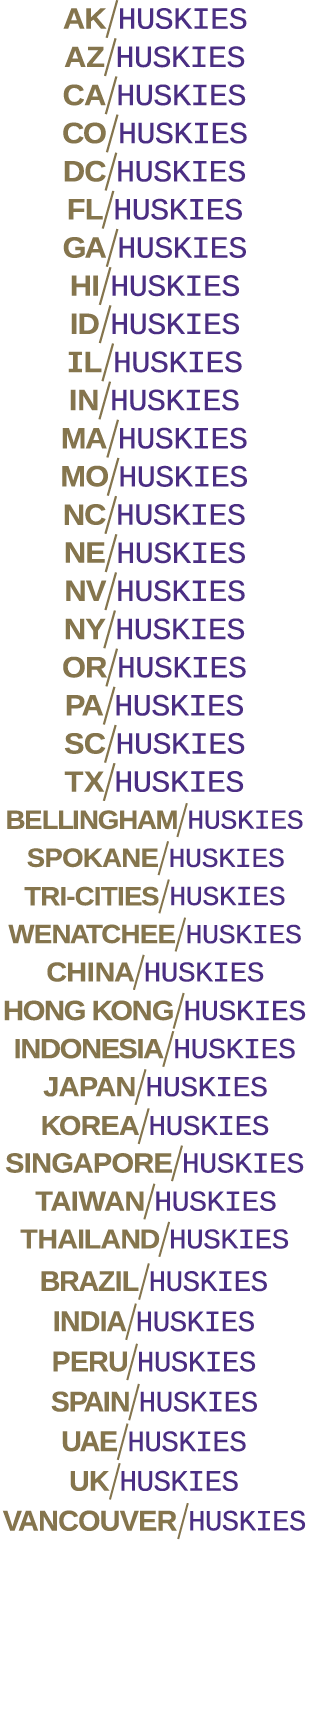 AK/HUSKIES
AZ/HUSKIES
CA/HUSKIES
CO/HUSKIES
DC/HUSKIES
FL/HUSKIES
GA/HUSKIES
HI/HUSKIES
ID/HUSKIES
IL/HUSKIES
IN/HUSKIES
MA/HUSKIES
MO/HUSKIES
NC/HUSKIES
NE/HUSKIES
NV/HUSKIES
NY/HUSKIES
OR/HUSKIES
PA/HUSKIES
SC/HUSKIES
TX/HUSKIES
BELLINGHAM/HUSKIES
SPOKANE/HUSKIES
TRI-CITIES/HUSKIES
WENATCHEE/HUSKIES
CHINA/HUSKIES
HONG KONG/HUSKIES
INDONESIA/HUSKIES
JAPAN/HUSKIES
KOREA/HUSKIES
SINGAPORE/HUSKIES
TAIWAN/HUSKIES
THAILAND/HUSKIES
BRAZIL/HUSKIES
INDIA/HUSKIES
PERU/HUSKIES
SPAIN/HUSKIES
UAE/HUSKIES
UK/HUSKIES
VANCOUVER/HUSKIES